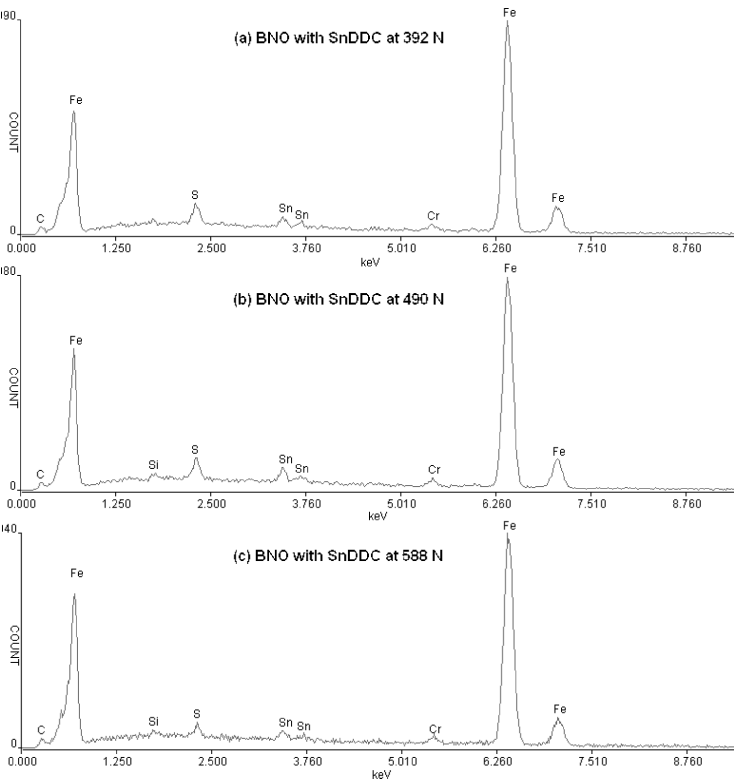 ı90
(a) BNO with SnDDC at 392 N
Fe
Fe
COUNT
S
Sn
Sn
Cr
Fe
C
0
0.000 1.250 2.500 3.760 5.010 6.260 7.510 8.760
keV
ı80
(b) BNO with SnDDC at 490 N
Fe
Fe
COUNT
C
Si
S
Sn
Sn
Cr
Fe
0
0.000 1.250 2.500 3.760 5.010 6.260 7.510 8.760
keV
ı40
(c) BNO with SnDDC at 588 N
Fe
Fe
COUNT
C
Si
S
Sn
Sn
Cr
Fe
0
0.000 1.250 2.500 3.760 5.010 6.260 7.510 8.760
keV